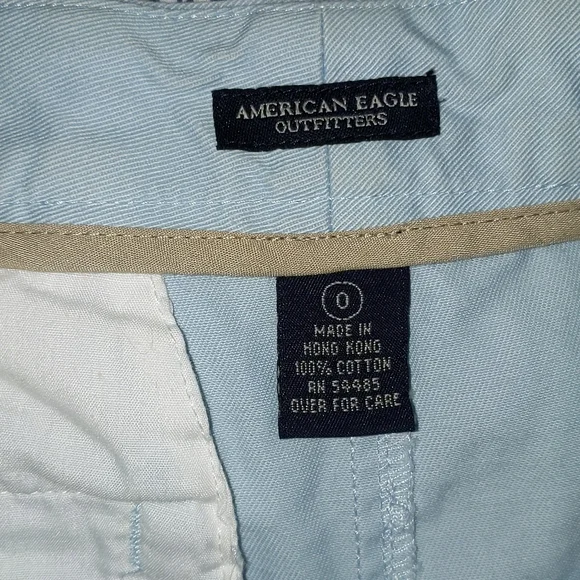 AMERICAN EAGLE
OUTFITTERS
0
MADE IN
HONG KONG
100% COTTON
RN 54485
OVER FOR CARE